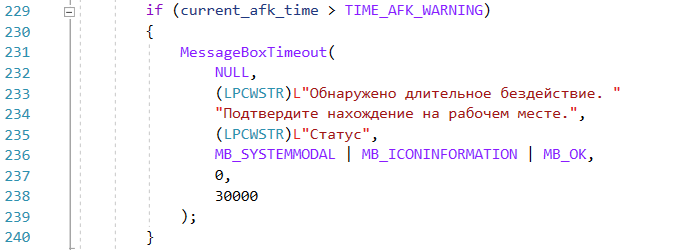 229 if (current_afk_time > TIME_AFK_WARNING)
230 {
231 MessageBoxTimeout(
232 NULL,
233 (LPCWSTR)L"Обнаружено длительное бездействие. "
234 "Подтвердите нахождение на рабочем месте.",
235 (LPCWSTR)L"Статус",
236 MB_SYSTEMMODAL | MB_ICONINFORMATION | MB_OK,
237 0,
238 30000
239 );
240 }